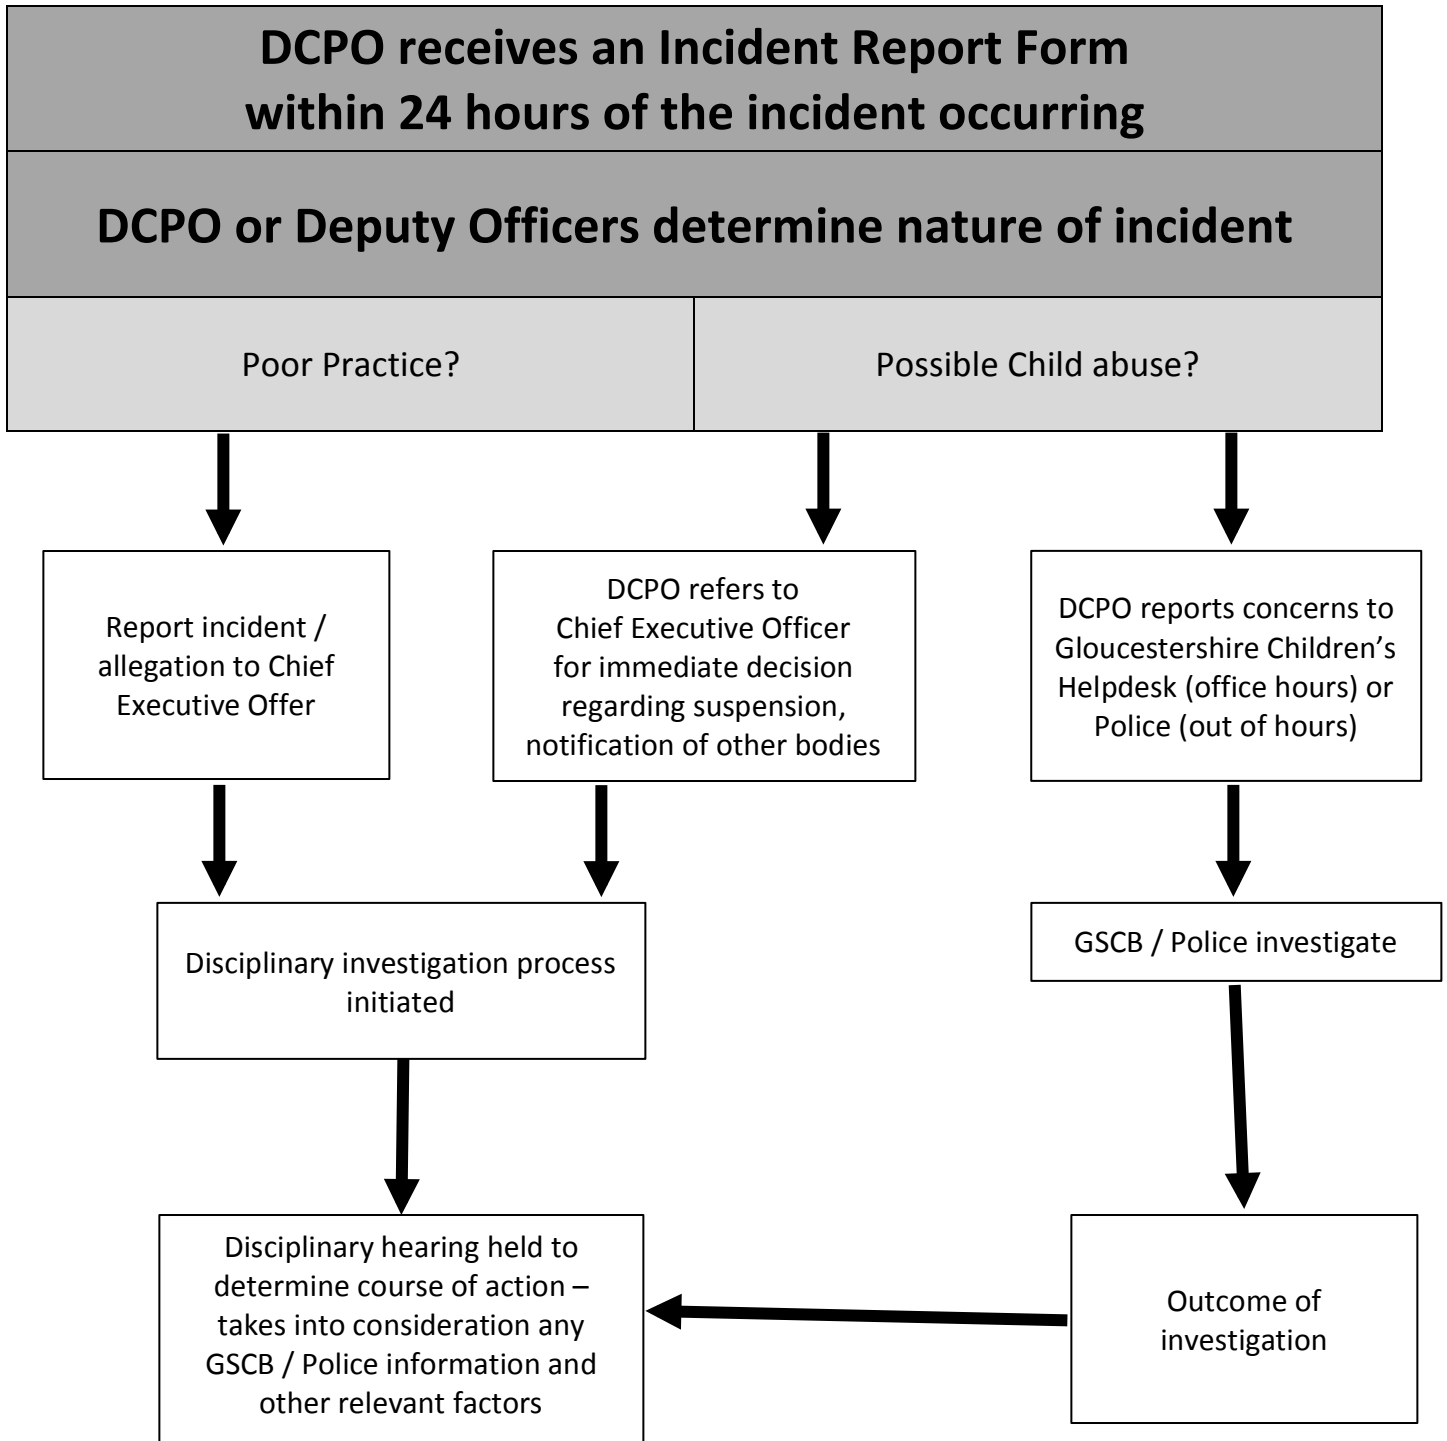 DCPO receives an Incident Report Form
within 24 hours of the incident occurring
DCPO or Deputy Officers determine nature of incident
Poor Practice?
Possible Child abuse?
Report incident /
allegation to Chief
Executive Offer
DCPO refers to
Chief Executive Officer
for immediate decision
regarding suspension,
notification of other bodies
DCPO reports concerns to
Gloucestershire Children’s
Helpdesk (office hours) or
Police (out of hours)
Disciplinary investigation process
initiated
GSCB / Police investigate
Disciplinary hearing held to
determine course of action –
takes into consideration any
GSCB / Police information and
other relevant factors
Outcome of
investigation